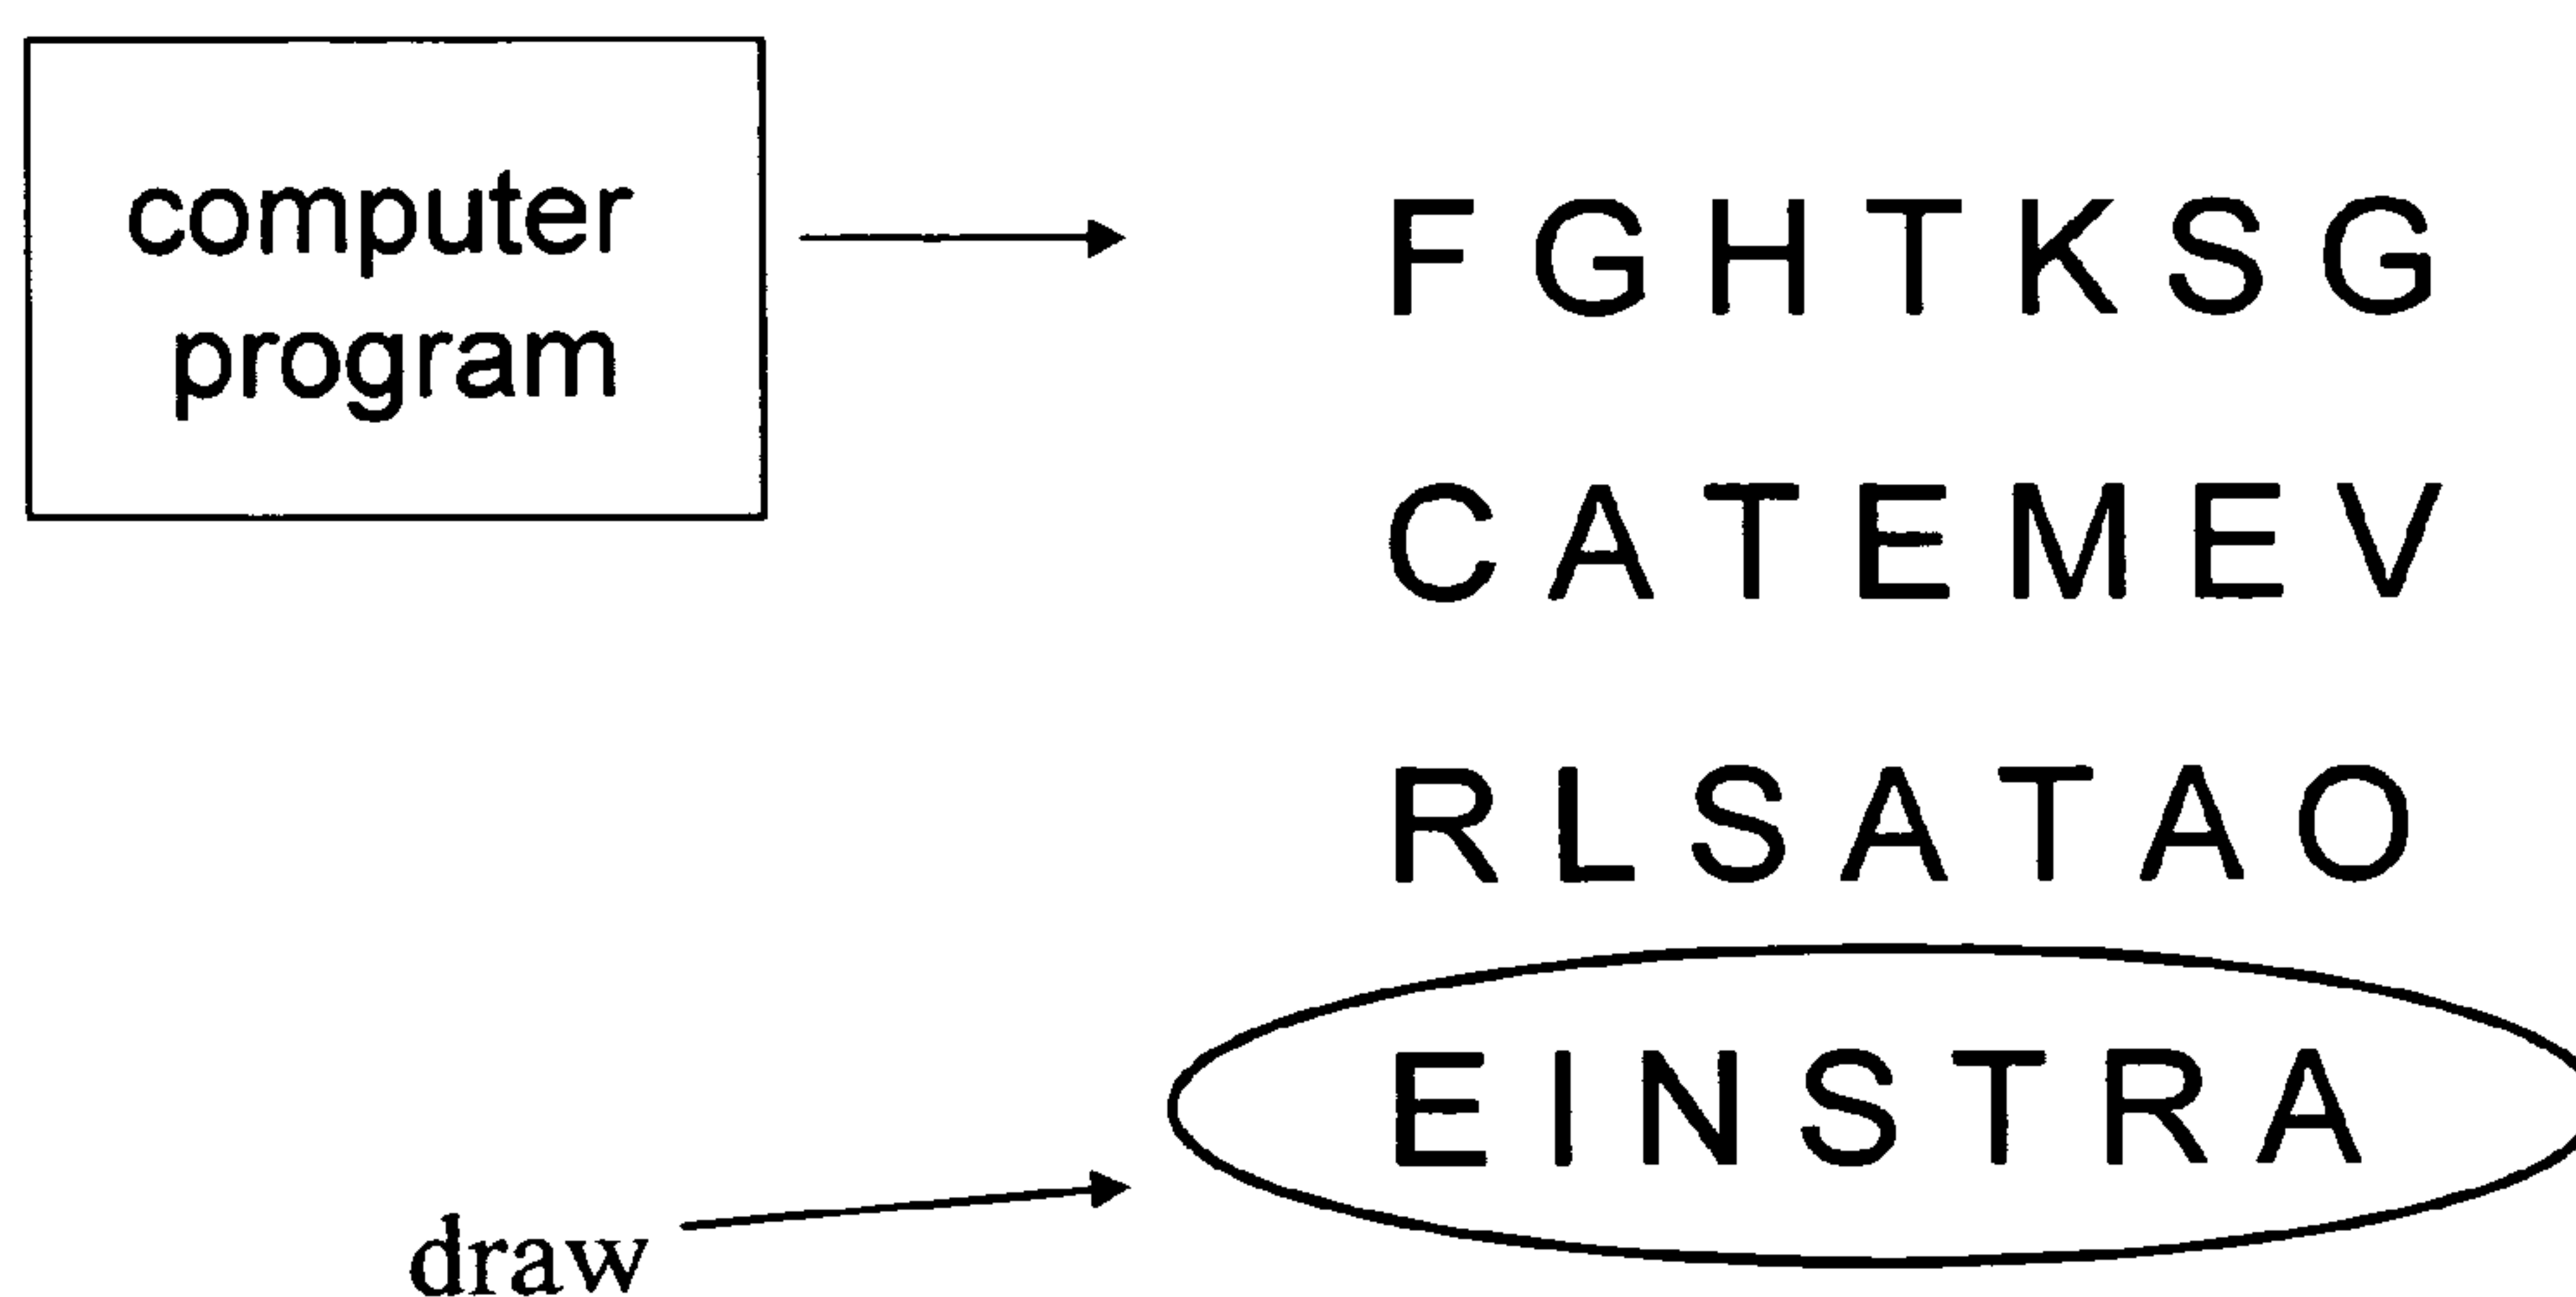 computer
program
F G H T K S G
C A T E M E V
R L S A T A O
E I N S T R A
draw